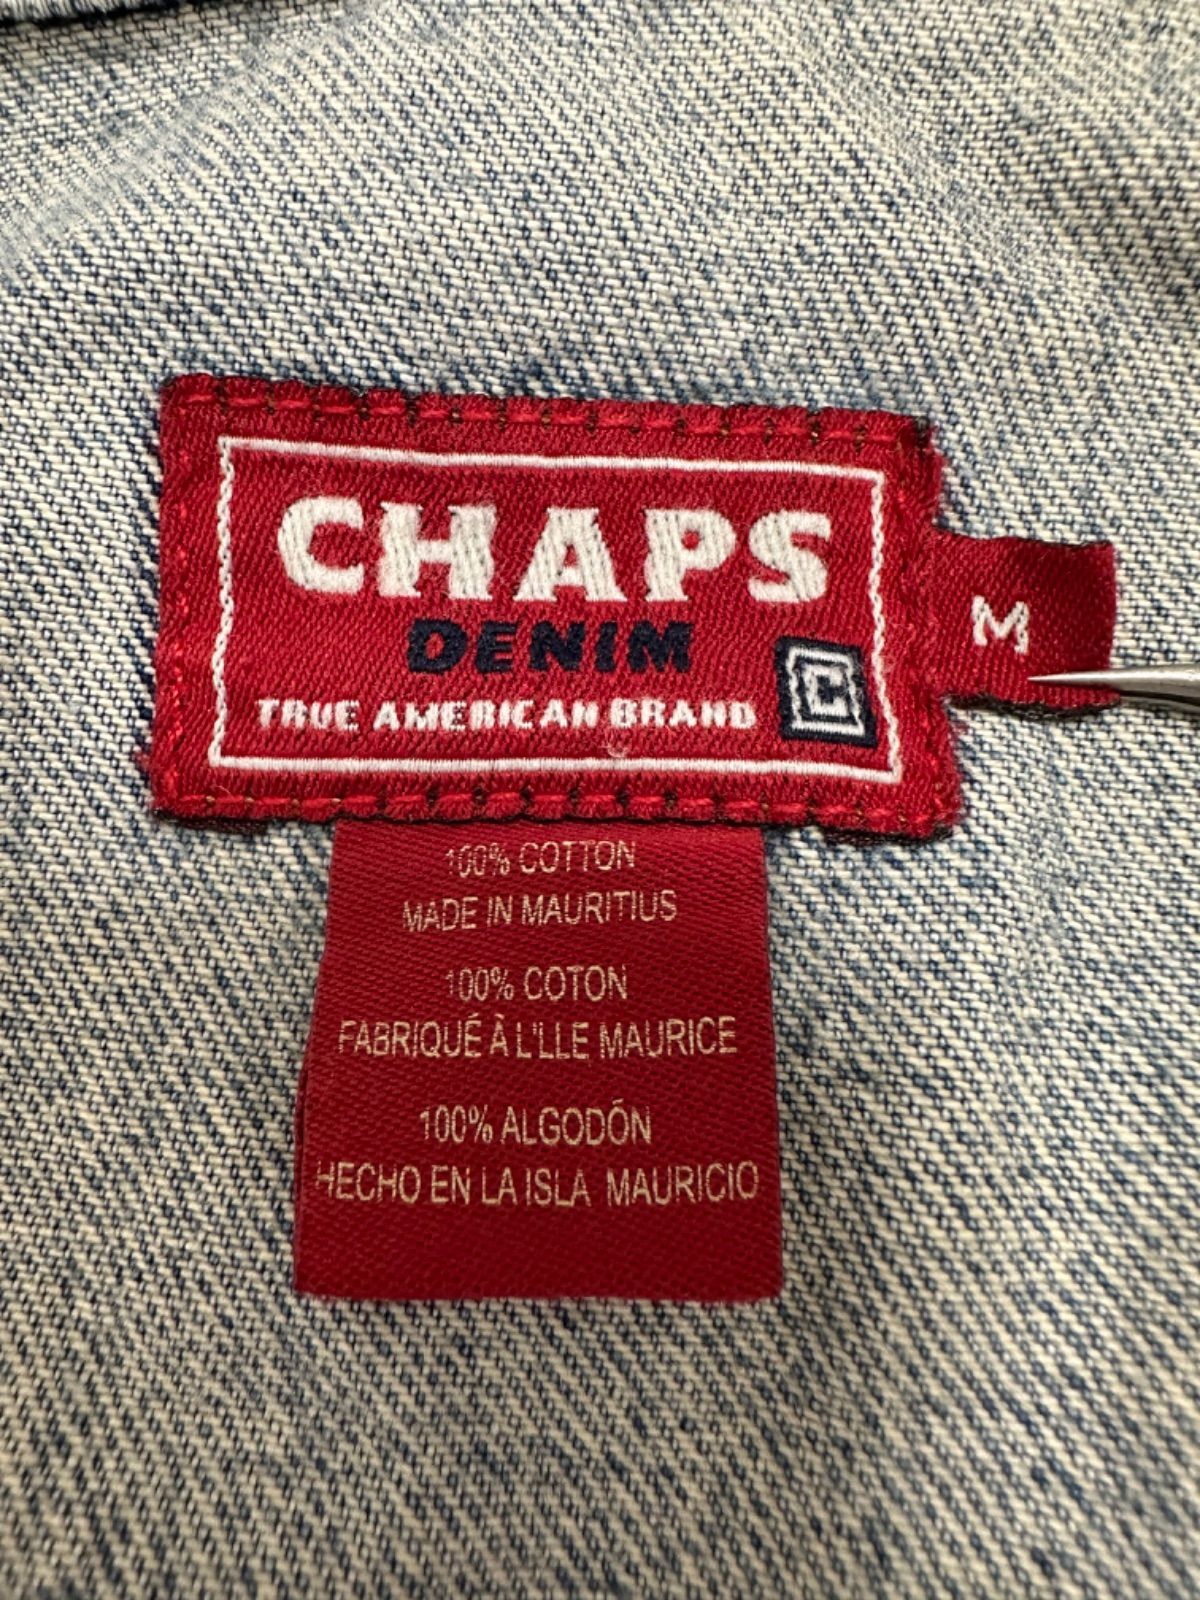 CHAPS
DENIM
TRUE AMERICAN BRAND
C
M
100% COTTON
MADE IN MAURITIUS
100% COTON
FABRIQUÉ À L'LLE MAURICE
100% ALGODÓN
HECHO EN LA ISLA MAURICIO